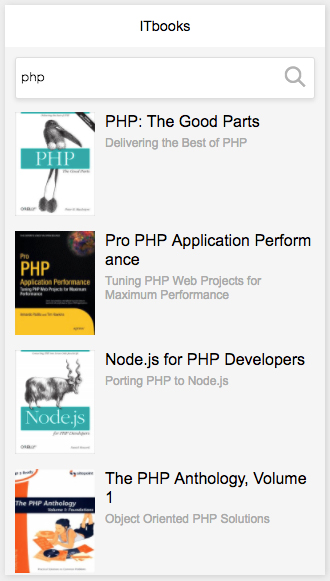 ITbooks
php
PHP: The Good Parts
Delivering the Best of PHP
PHP
The Good Parts
O'REILLY
Pro PHP Application Perform
ance
Tuning PHP Web Projects for
Maximum Performance
Pro
PHP
Application Performance
Tuning PHP Web Projects for Maximum
Performance
Node.js for PHP Developers
Porting PHP to Node.js
Node.js
for PHP Developers
O'REILLY
The PHP Anthology, Volume
1
Object Oriented PHP Solutions
The PHP Anthology
Volume I: Foundations